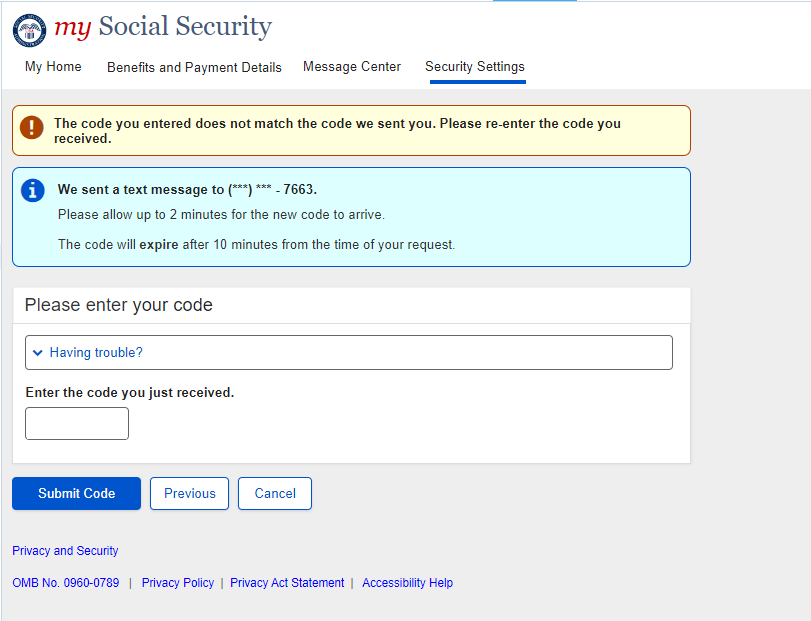 my Social Security
My Home Benefits and Payment Details Message Center Security Settings
The code you entered does not match the code we sent you. Please re-enter the code you
received.
We sent a text message to (***) *** - 7663.
Please allow up to 2 minutes for the new code to arrive.
The code will expire after 10 minutes from the time of your request.
Please enter your code
Having trouble?
Enter the code you just received.
Submit Code Previous Cancel
Privacy and Security
OMB No. 0960-0789 | Privacy Policy | Privacy Act Statement | Accessibility Help